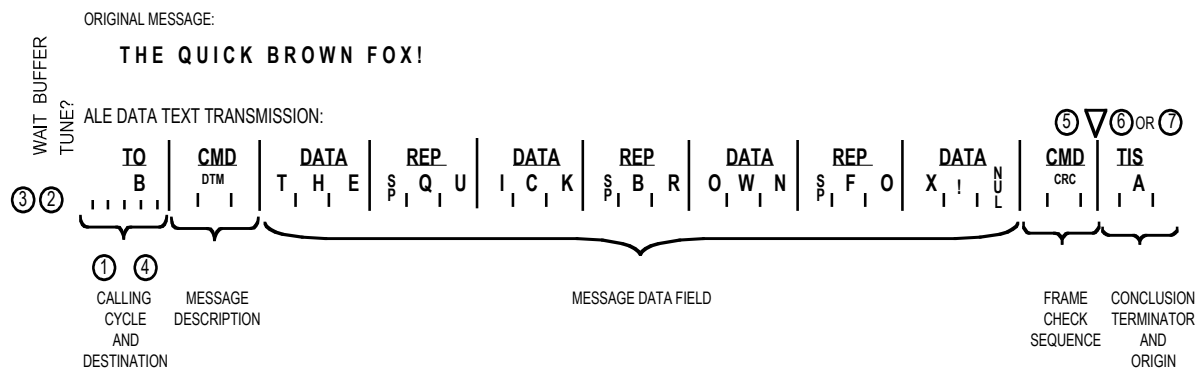 ORIGINAL MESSAGE:
THE QUICK BROWN FOX!
WAIT BUFFER
TUNE?
ALE DATA TEXT TRANSMISSION:
5 6 OR 7
TO CMD DATA REP DATA REP DATA REP DATA CMD TIS
B DTM T H E SP Q U I C K SP B R O W N SP F O X ! NUL CRC A
3 2
1 4
CALLING
CYCLE
AND
DESTINATION
MESSAGE
DESCRIPTION
MESSAGE DATA FIELD
FRAME
CHECK
SEQUENCE
CONCLUSION
TERMINATOR
AND
ORIGIN